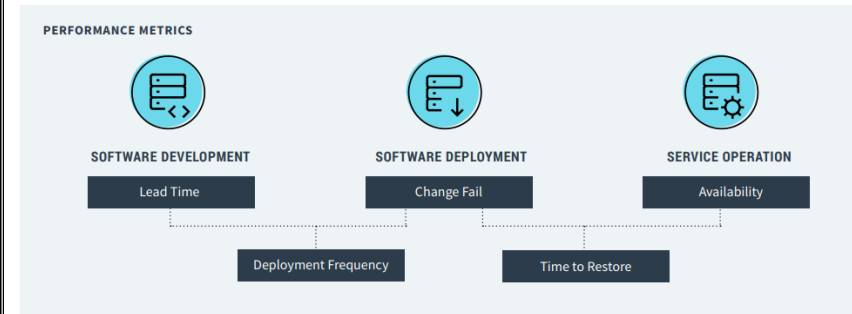 PERFORMANCE METRICS
SOFTWARE DEVELOPMENT
SOFTWARE DEPLOYMENT
SERVICE OPERATION
Lead Time
Change Fail
Availability
Deployment Frequency
Time to Restore